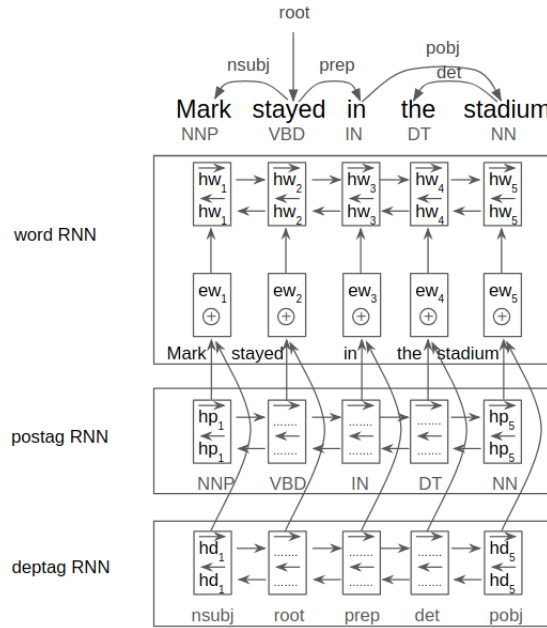 root
nsubj prep pobj
det
Mark stayed in the stadium
NNP VBD IN DT NN
word RNN
hw1 hw2 hw3 hw4 hw5
hw1 hw2 hw3 hw4 hw5
ew1 ew2 ew3 ew4 ew5
+ + + + +
Mark stayed in the stadium
postag RNN
hp1 ....... ....... ....... hp5
hp1 ....... ....... ....... hp5
NNP VBD IN DT NN
deptag RNN
hd1 ....... ....... ....... hd5
hd1 ....... ....... ....... hd5
nsubj root prep det pobj